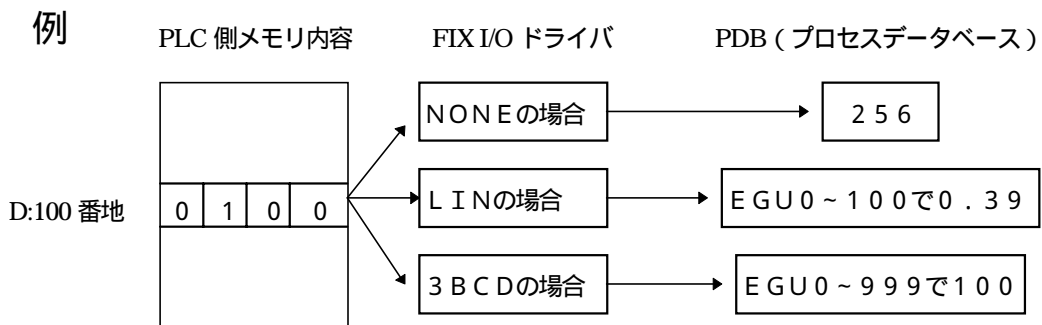 例
PLC 側メモリ内容 FIX I/O ドライバ PDB ( プロセスデータベース )
NONEの場合 256
D:100 番地 0 1 0 0 LINの場合 EGU0~100で0.39
3BCDの場合 EGU0~999で100